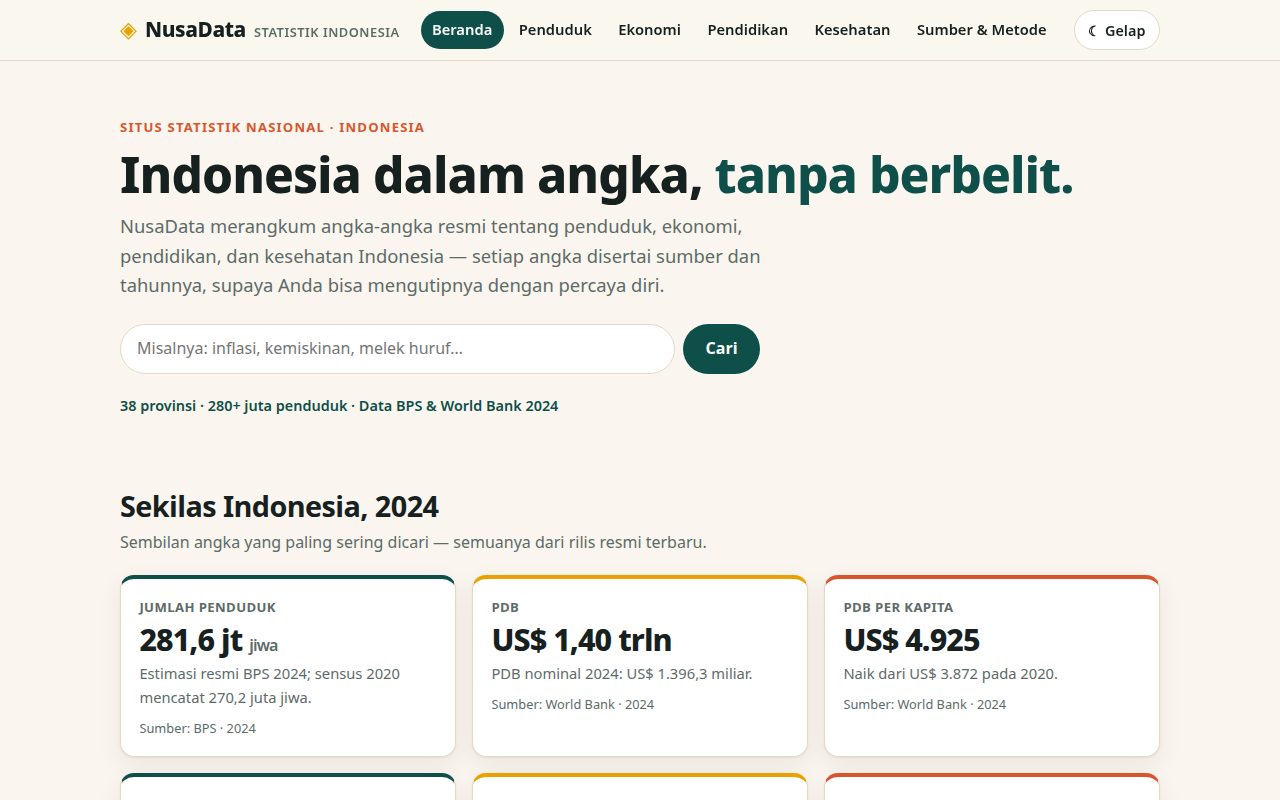 ◈ NusaData STATISTIK INDONESIA Beranda Penduduk Ekonomi Pendidikan Kesehatan Sumber & Metode ☾ Gelap
SITUS STATISTIK NASIONAL · INDONESIA
Indonesia dalam angka, tanpa berbelit.
NusaData merangkum angka-angka resmi tentang penduduk, ekonomi,
pendidikan, dan kesehatan Indonesia — setiap angka disertai sumber dan
tahunnya, supaya Anda bisa mengutipnya dengan percaya diri.
Misalnya: inflasi, kemiskinan, melek huruf... Cari
38 provinsi · 280+ juta penduduk · Data BPS & World Bank 2024
Sekilas Indonesia, 2024
Sembilan angka yang paling sering dicari — semuanya dari rilis resmi terbaru.
JUMLAH PENDUDUK
281,6 jt jiwa
Estimasi resmi BPS 2024; sensus 2020
mencatat 270,2 juta jiwa.
Sumber: BPS · 2024
PDB
US$ 1,40 trln
PDB nominal 2024: US$ 1.396,3 miliar.
Sumber: World Bank · 2024
PDB PER KAPITA
US$ 4.925
Naik dari US$ 3.872 pada 2020.
Sumber: World Bank · 2024